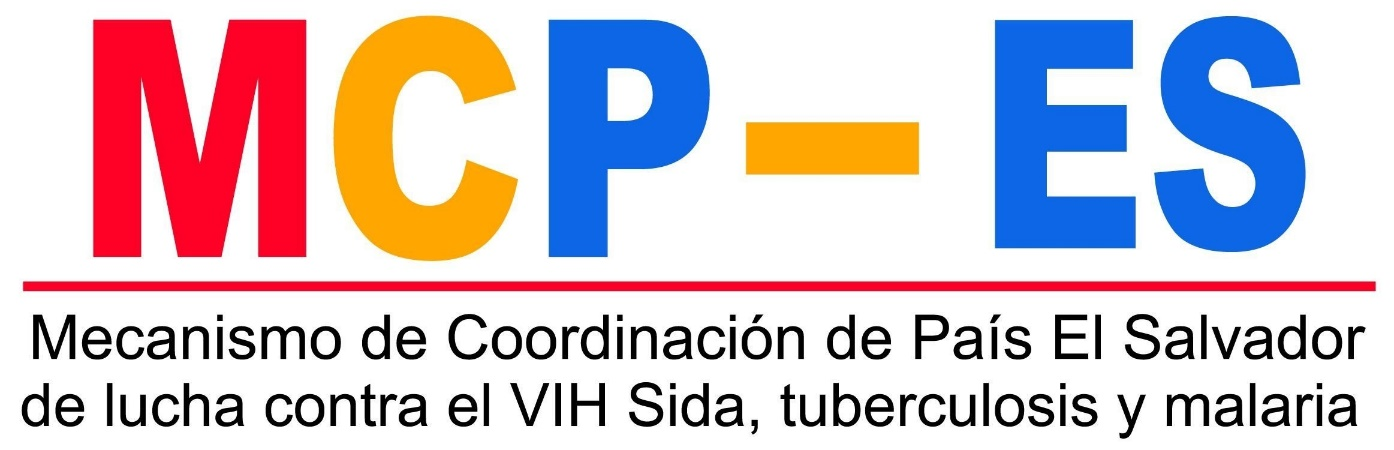 MCP– ES
Mecanismo de Coordinación de País El Salvador
de lucha contra el VIH Sida, tuberculosis y malaria